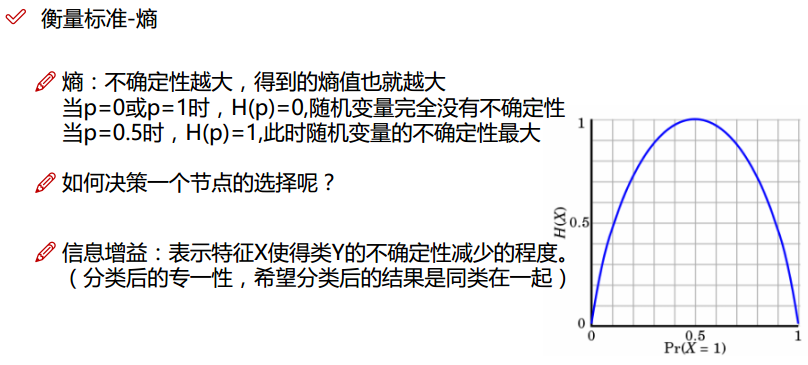 衡量标准-熵
熵：不确定性越大，得到的熵值也就越大
当p=0或p=1时，H(p)=0,随机变量完全没有不确定性
当p=0.5时，H(p)=1,此时随机变量的不确定性最大
如何决策一个节点的选择呢？
信息增益：表示特征X使得类Y的不确定性减少的程度。
（分类后的专一性，希望分类后的结果是同类在一起）
1
H(X)
0.5
0
0
0.5
1
Pr(X = 1)